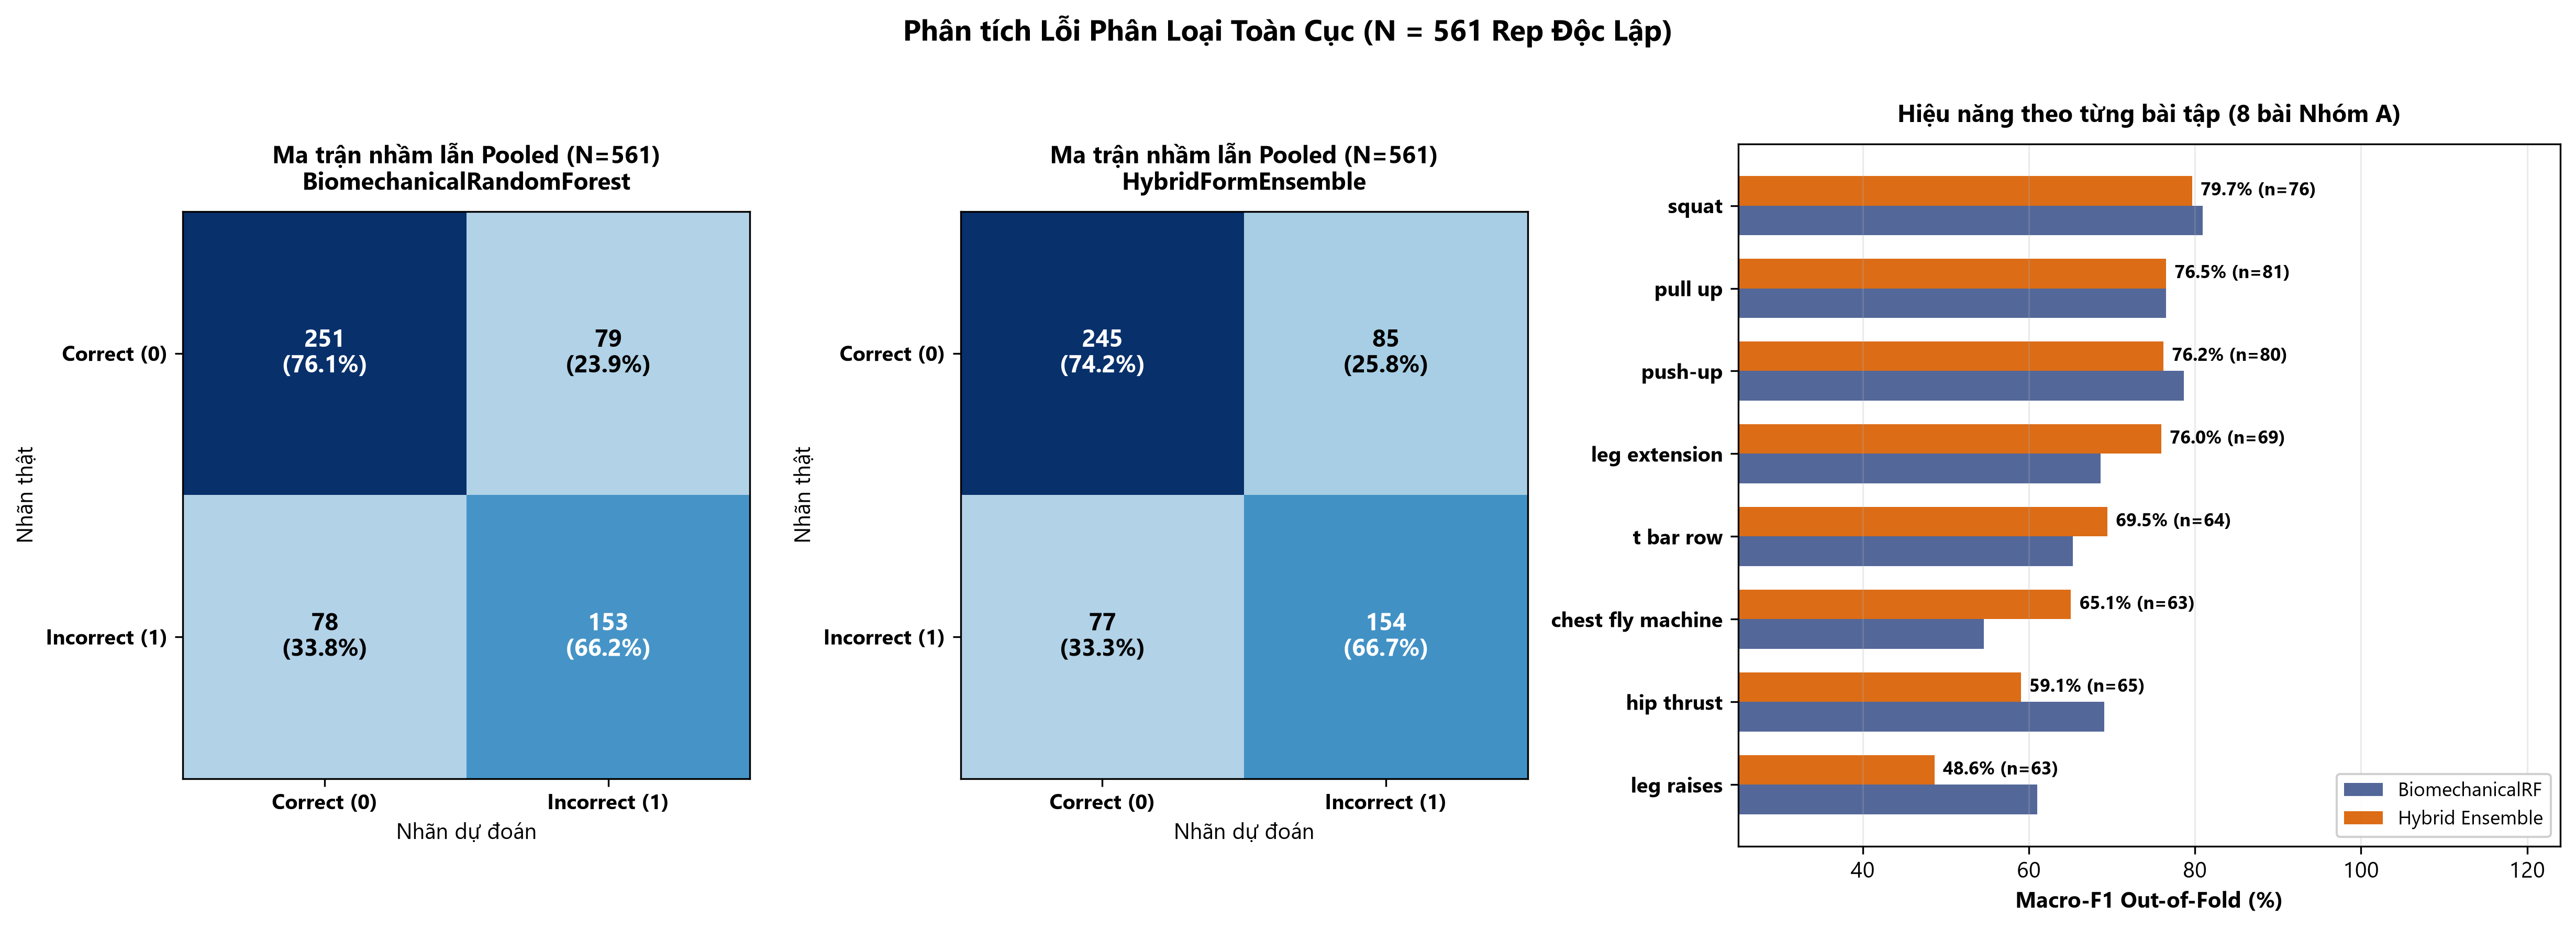 Phân tích Lỗi Phân Loại Toàn Cục (N = 561 Rep Độc Lập)
Ma trận nhầm lẫn Pooled (N=561)
BiomechanicalRandomForest
Nhãn thật
Correct (0)
Incorrect (1)
251
(76.1%)
79
(23.9%)
78
(33.8%)
153
(66.2%)
Correct (0)
Incorrect (1)
Nhãn dự đoán
Ma trận nhầm lẫn Pooled (N=561)
HybridFormEnsemble
Nhãn thật
Correct (0)
Incorrect (1)
245
(74.2%)
85
(25.8%)
77
(33.3%)
154
(66.7%)
Correct (0)
Incorrect (1)
Nhãn dự đoán
Hiệu năng theo từng bài tập (8 bài Nhóm A)
squat
79.7% (n=76)
pull up
76.5% (n=81)
push-up
76.2% (n=80)
leg extension
76.0% (n=69)
t bar row
69.5% (n=64)
chest fly machine
65.1% (n=63)
hip thrust
59.1% (n=65)
leg raises
48.6% (n=63)
BiomechanicalRF
Hybrid Ensemble
40
60
80
100
120
Macro-F1 Out-of-Fold (%)